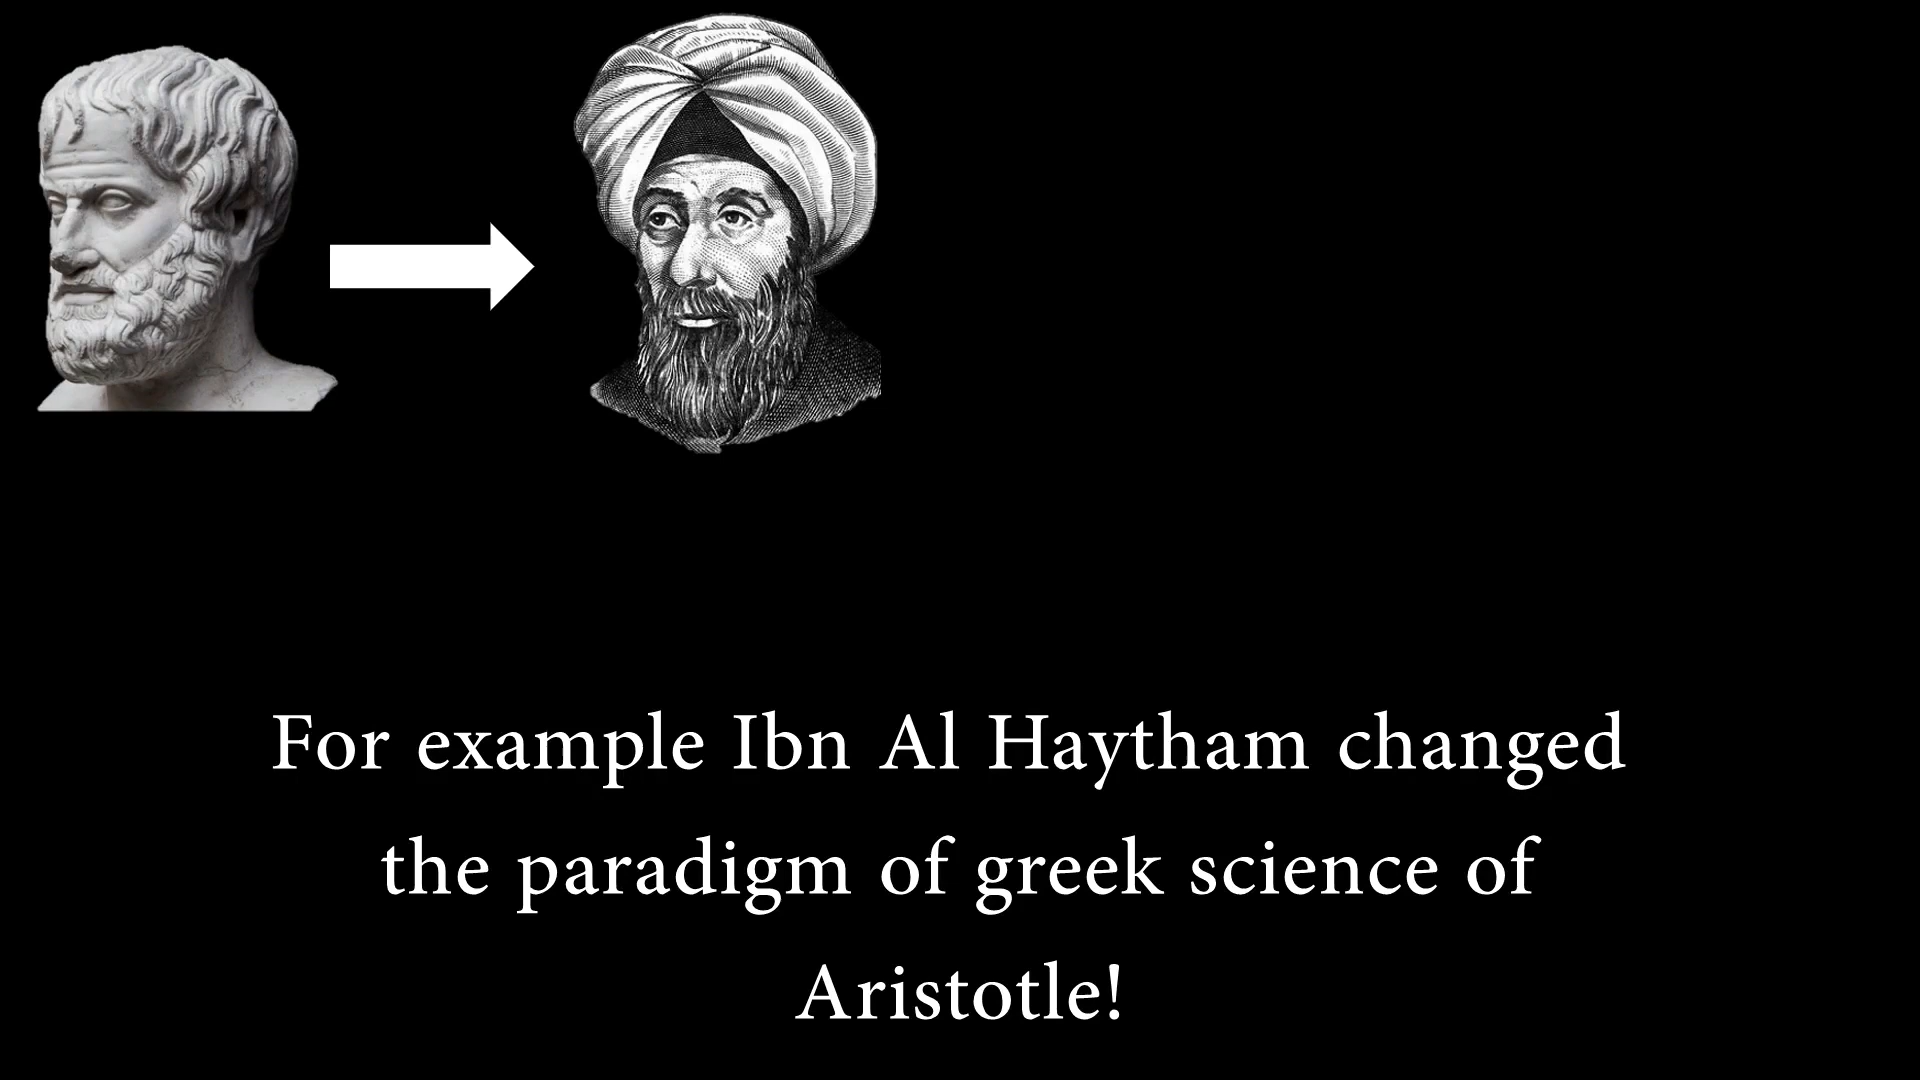 For example Ibn Al Haytham changed
the paradigm of greek science of
Aristotle!